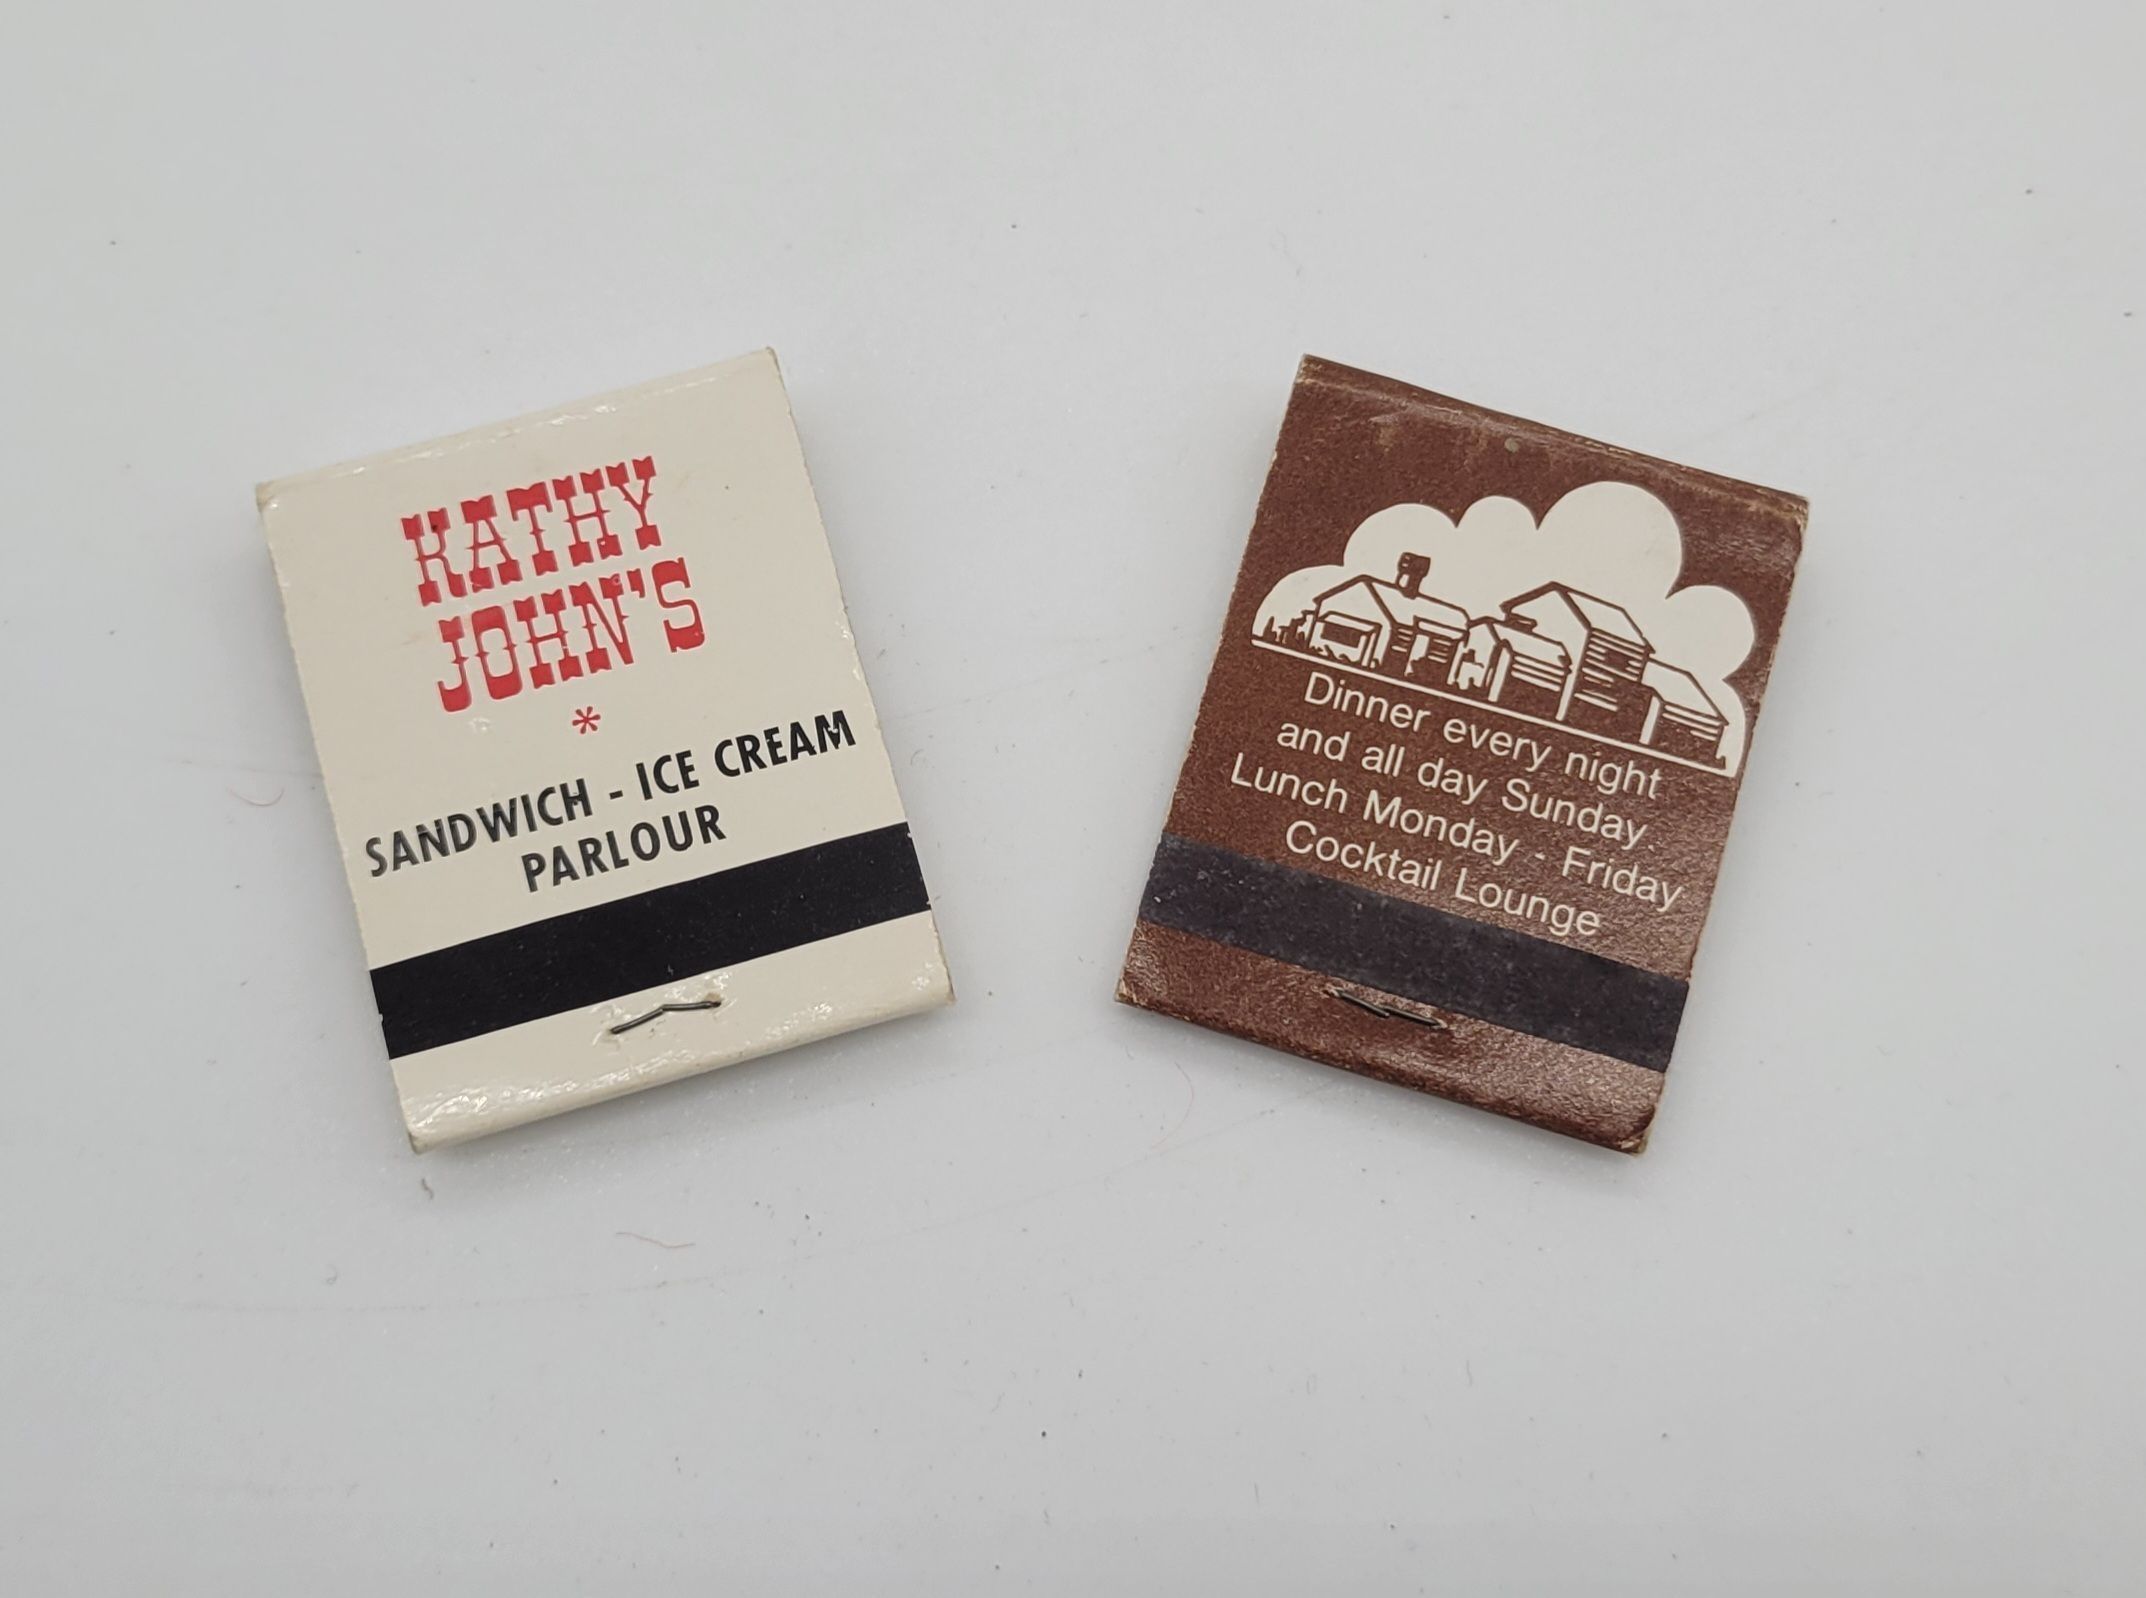 KATHY
JOHN'S
*
SANDWICH - ICE CREAM
PARLOUR
Dinner every night
and all day Sunday.
Lunch Monday - Friday
Cocktail Lounge